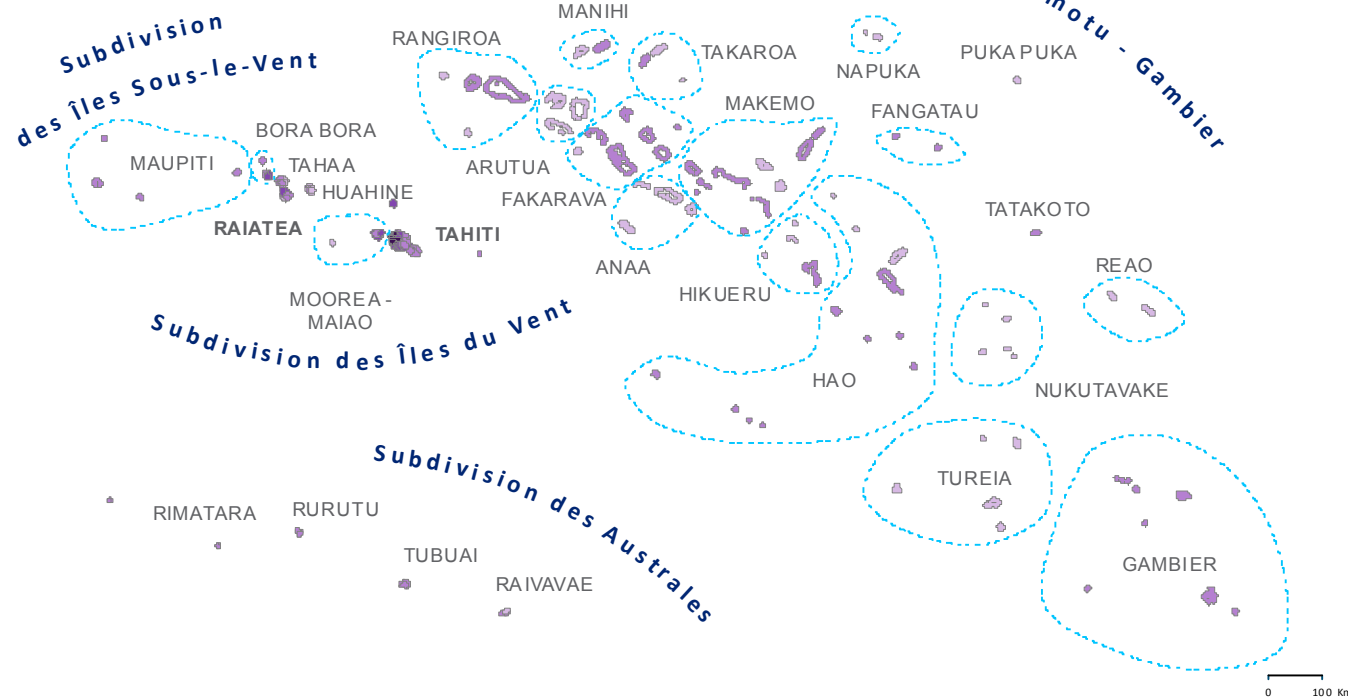 MANIHI
Subdivision
des Îles Sous-le-Vent
RANGIROA
TAKAROA
NAPUKA
PUKA PUKA
motu - Gambier
MAKEMO
FANGATAU
BORA BORA
MAUPITI
TAHAA
ARUTUA
HUAHINE
FAKARAVA
TATAKOTO
RAIATEA
TAHITI
ANAA
REAO
HIKUERU
MOOREA -
MAIAO
Subdivision des Îles du Vent
HAO
NUKUTAVAKE
Subdivision des Australes
TUREIA
RIMATARA
RURUTU
TUBUAI
RAIVAVAE
GAMBIER
0 100 Km